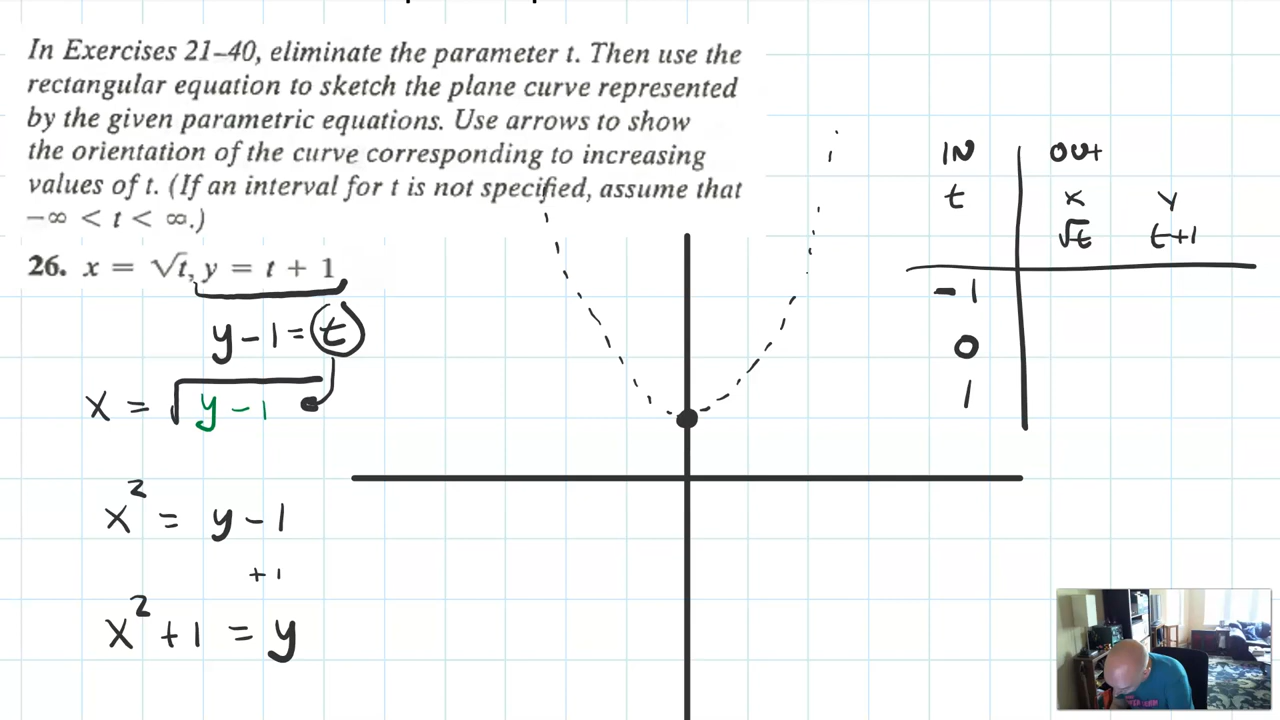 In Exercises 21–40, eliminate the parameter t. Then use the
rectangular equation to sketch the plane curve represented
by the given parametric equations. Use arrows to show
the orientation of the curve corresponding to increasing
values of t. (If an interval for t is not specified, assume that
−∞ < t < ∞.)
26. x = √t, y = t + 1
y - 1 = t
x = √(y - 1)
x² = y - 1
+1
x² + 1 = y
IN OUt
t x y
√t t+1
-1
0
1